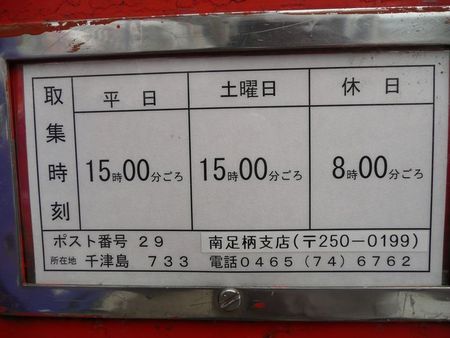 取集時刻
平日 土曜日 休日
15時00分ごろ 15時00分ごろ 8時00分ごろ
ポスト番号 29 南足柄支店(〒250-0199)
所在地 千津島 733 電話0465(74)6762